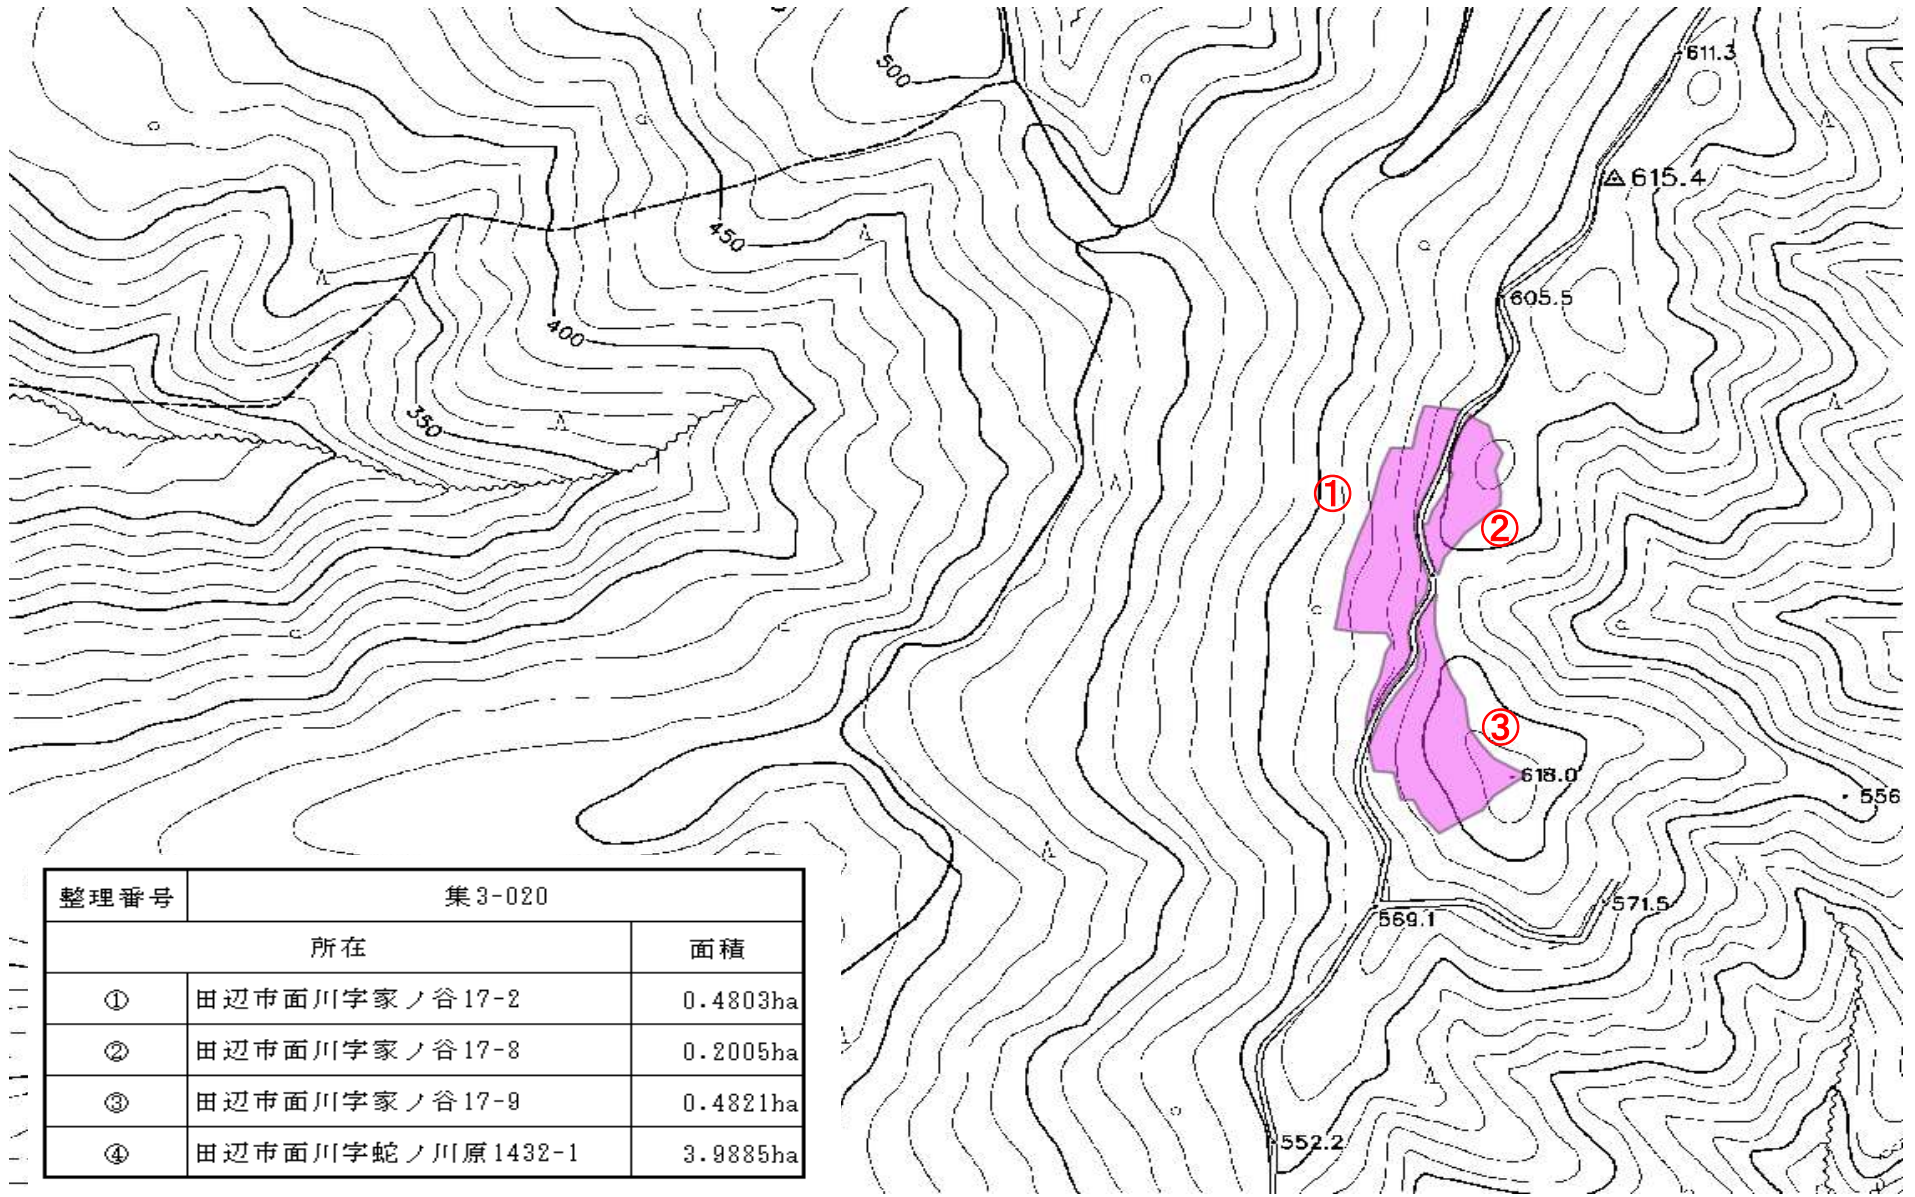 500
611.3
615.4
450
605.5
400
350
①
②
③
618.0
556
569.1
571.5
552.2
整理番号 集3-020
所在 面積
① 田辺市面川字家ノ谷17-2 0.4803ha
② 田辺市面川字家ノ谷17-8 0.2005ha
③ 田辺市面川字家ノ谷17-9 0.4821ha
④ 田辺市面川字蛇ノ川原1432-1 3.9885ha